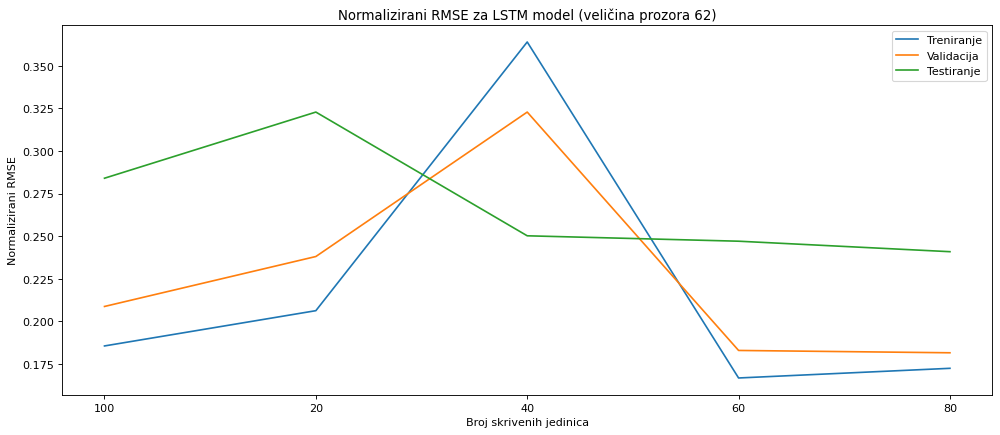 Normalizirani RMSE za LSTM model (veličina prozora 62)
Treniranje
Validacija
Testiranje
Normalizirani RMSE
0.350
0.325
0.300
0.275
0.250
0.225
0.200
0.175
100 20 40 60 80
Broj skrivenih jedinica